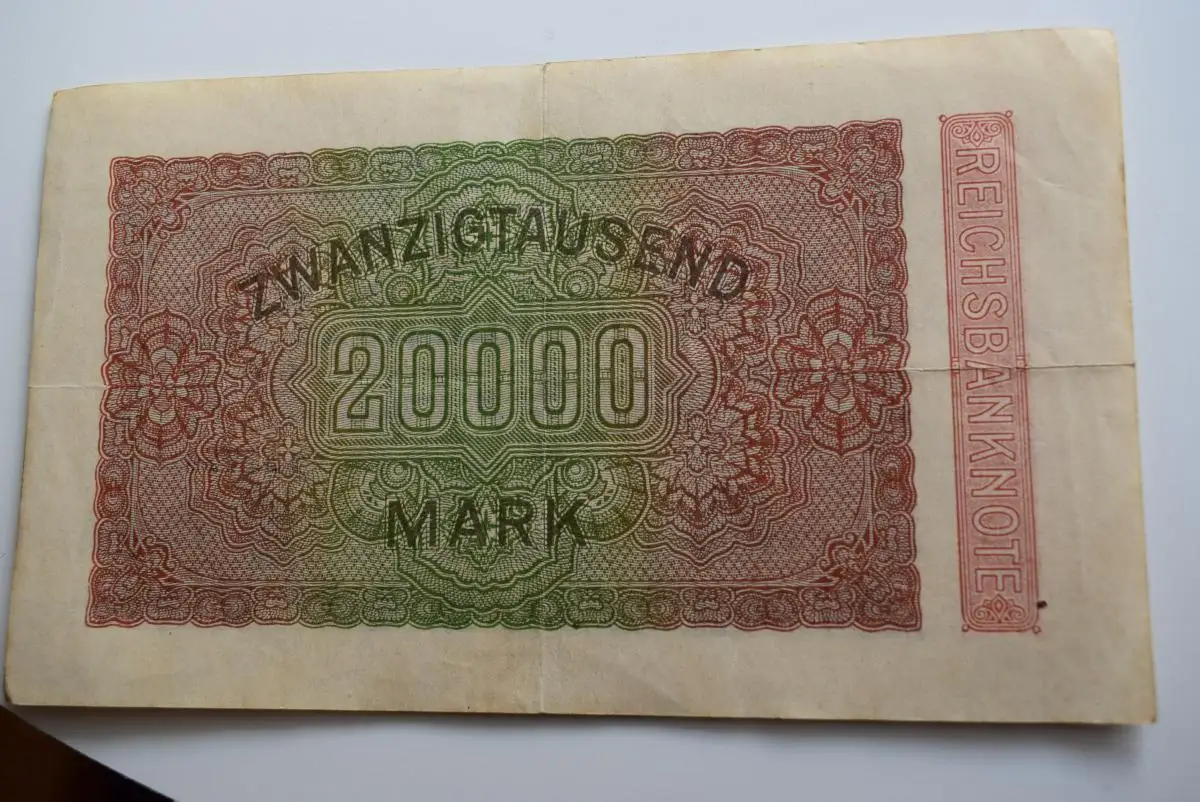 ZWANZIGTAUSEND
20000
MARK
REICHSBANKNOTE